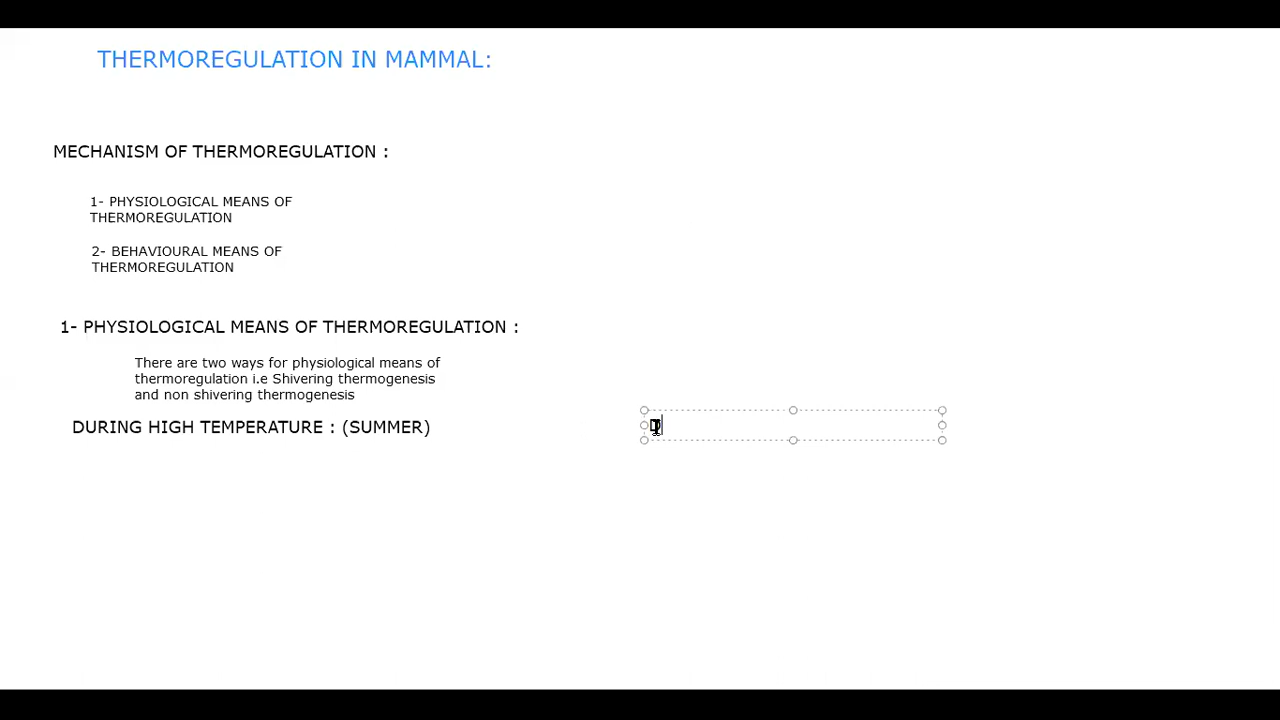 THERMOREGULATION IN MAMMAL:
MECHANISM OF THERMOREGULATION :
1- PHYSIOLOGICAL MEANS OF
THERMOREGULATION
2- BEHAVIOURAL MEANS OF
THERMOREGULATION
1- PHYSIOLOGICAL MEANS OF THERMOREGULATION :
There are two ways for physiological means of
thermoregulation i.e Shivering thermogenesis
and non shivering thermogenesis
DURING HIGH TEMPERATURE : (SUMMER)
D